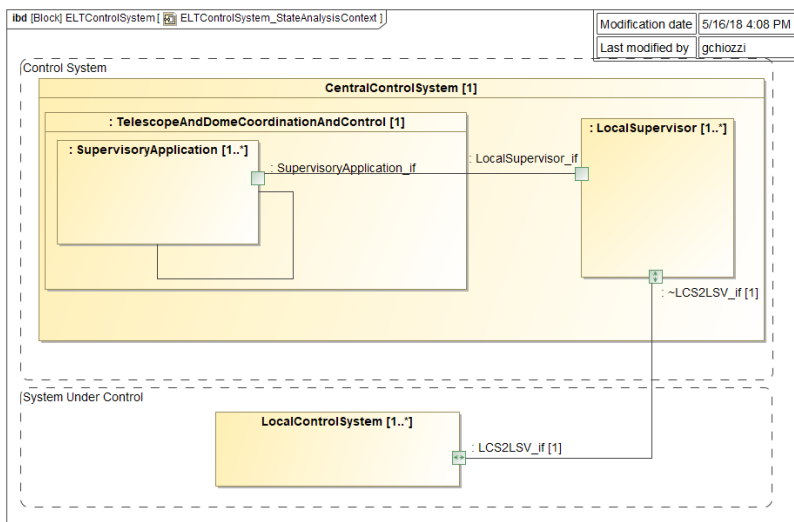 ibd [Block] ELTControlSystem [ ELTControlSystem_StateAnalysisContext ]
Modification date 5/16/18 4:08 PM
Last modified by gchiozzi
Control System
CentralControlSystem [1]
: TelescopeAndDomeCoordinationAndControl [1]
: LocalSupervisor [1..*]
: SupervisoryApplication [1..*]
: LocalSupervisor_if
: SupervisoryApplication_if
: ~LCS2LSV_if [1]
System Under Control
LocalControlSystem [1..*]
: LCS2LSV_if [1]